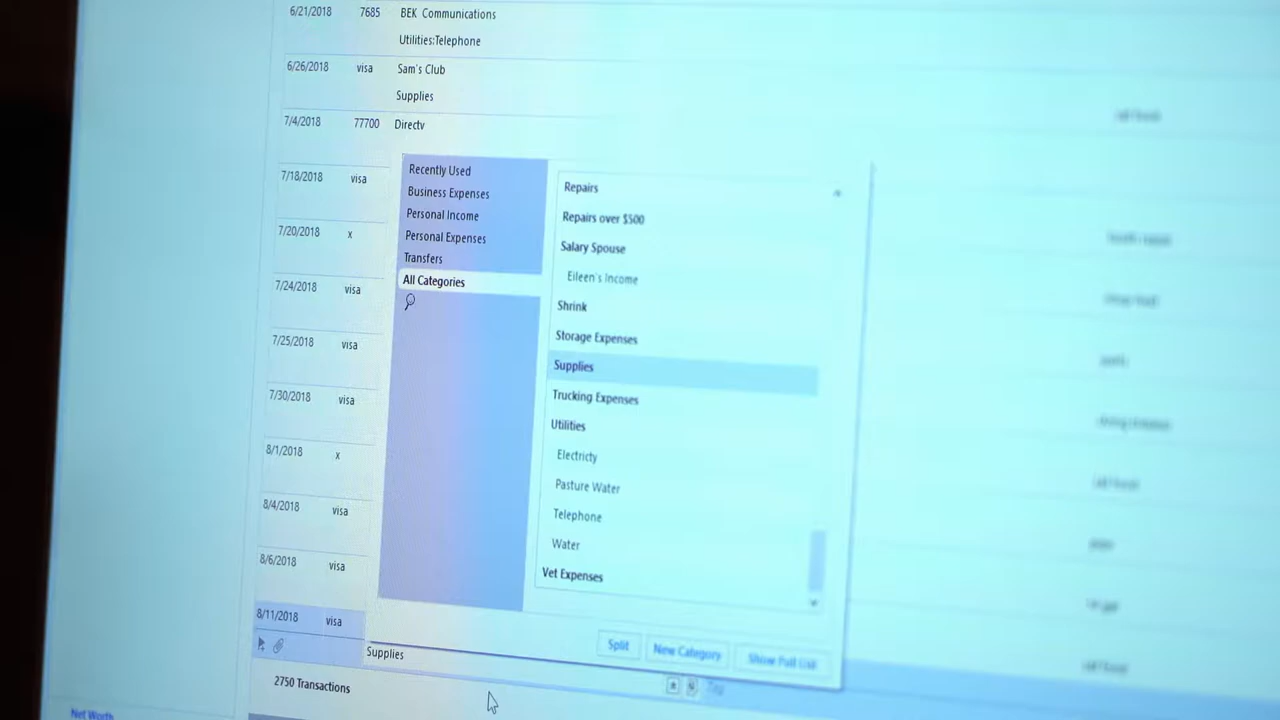 6/21/2018 7685 BEK Communications
Utilities:Telephone
6/26/2018 visa Sam's Club
Supplies
7/4/2018 77700 Directv
7/18/2018 visa
7/20/2018 x
7/24/2018 visa
7/25/2018 visa
7/30/2018 visa
8/1/2018 x
8/4/2018 visa
8/6/2018 visa
8/11/2018 visa
Supplies
2750 Transactions
Net Worth
Recently Used
Business Expenses
Personal Income
Personal Expenses
Transfers
All Categories
Repairs
Repairs over $500
Salary Spouse
Eileen's Income
Shrink
Storage Expenses
Supplies
Trucking Expenses
Utilities
Electricty
Pasture Water
Telephone
Water
Vet Expenses
Split
New Category
Show Full List